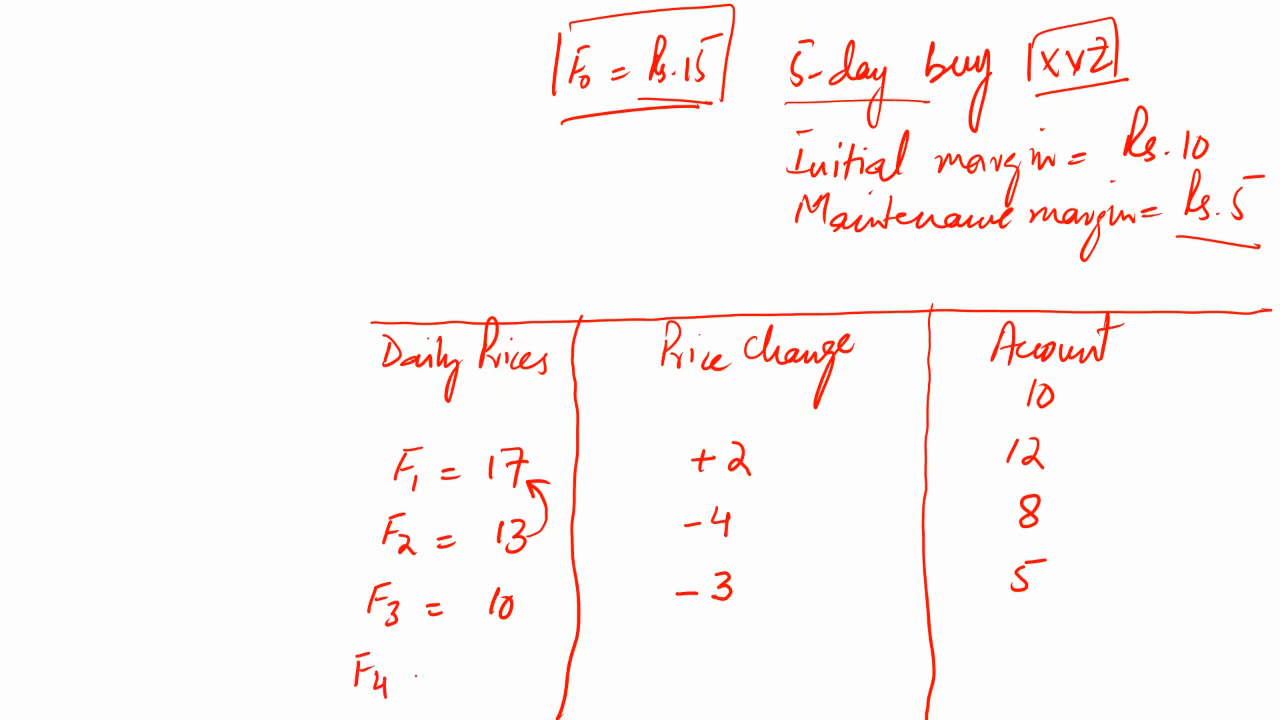 F0 = Rs.15
5-day buy XYZ
Initial margin = Rs. 10
Maintenance margin = Rs. 5
Daily Prices Price Change Account
10
F1 = 17 +2 12
F2 = 13 -4 8
F3 = 10 -3 5
F4